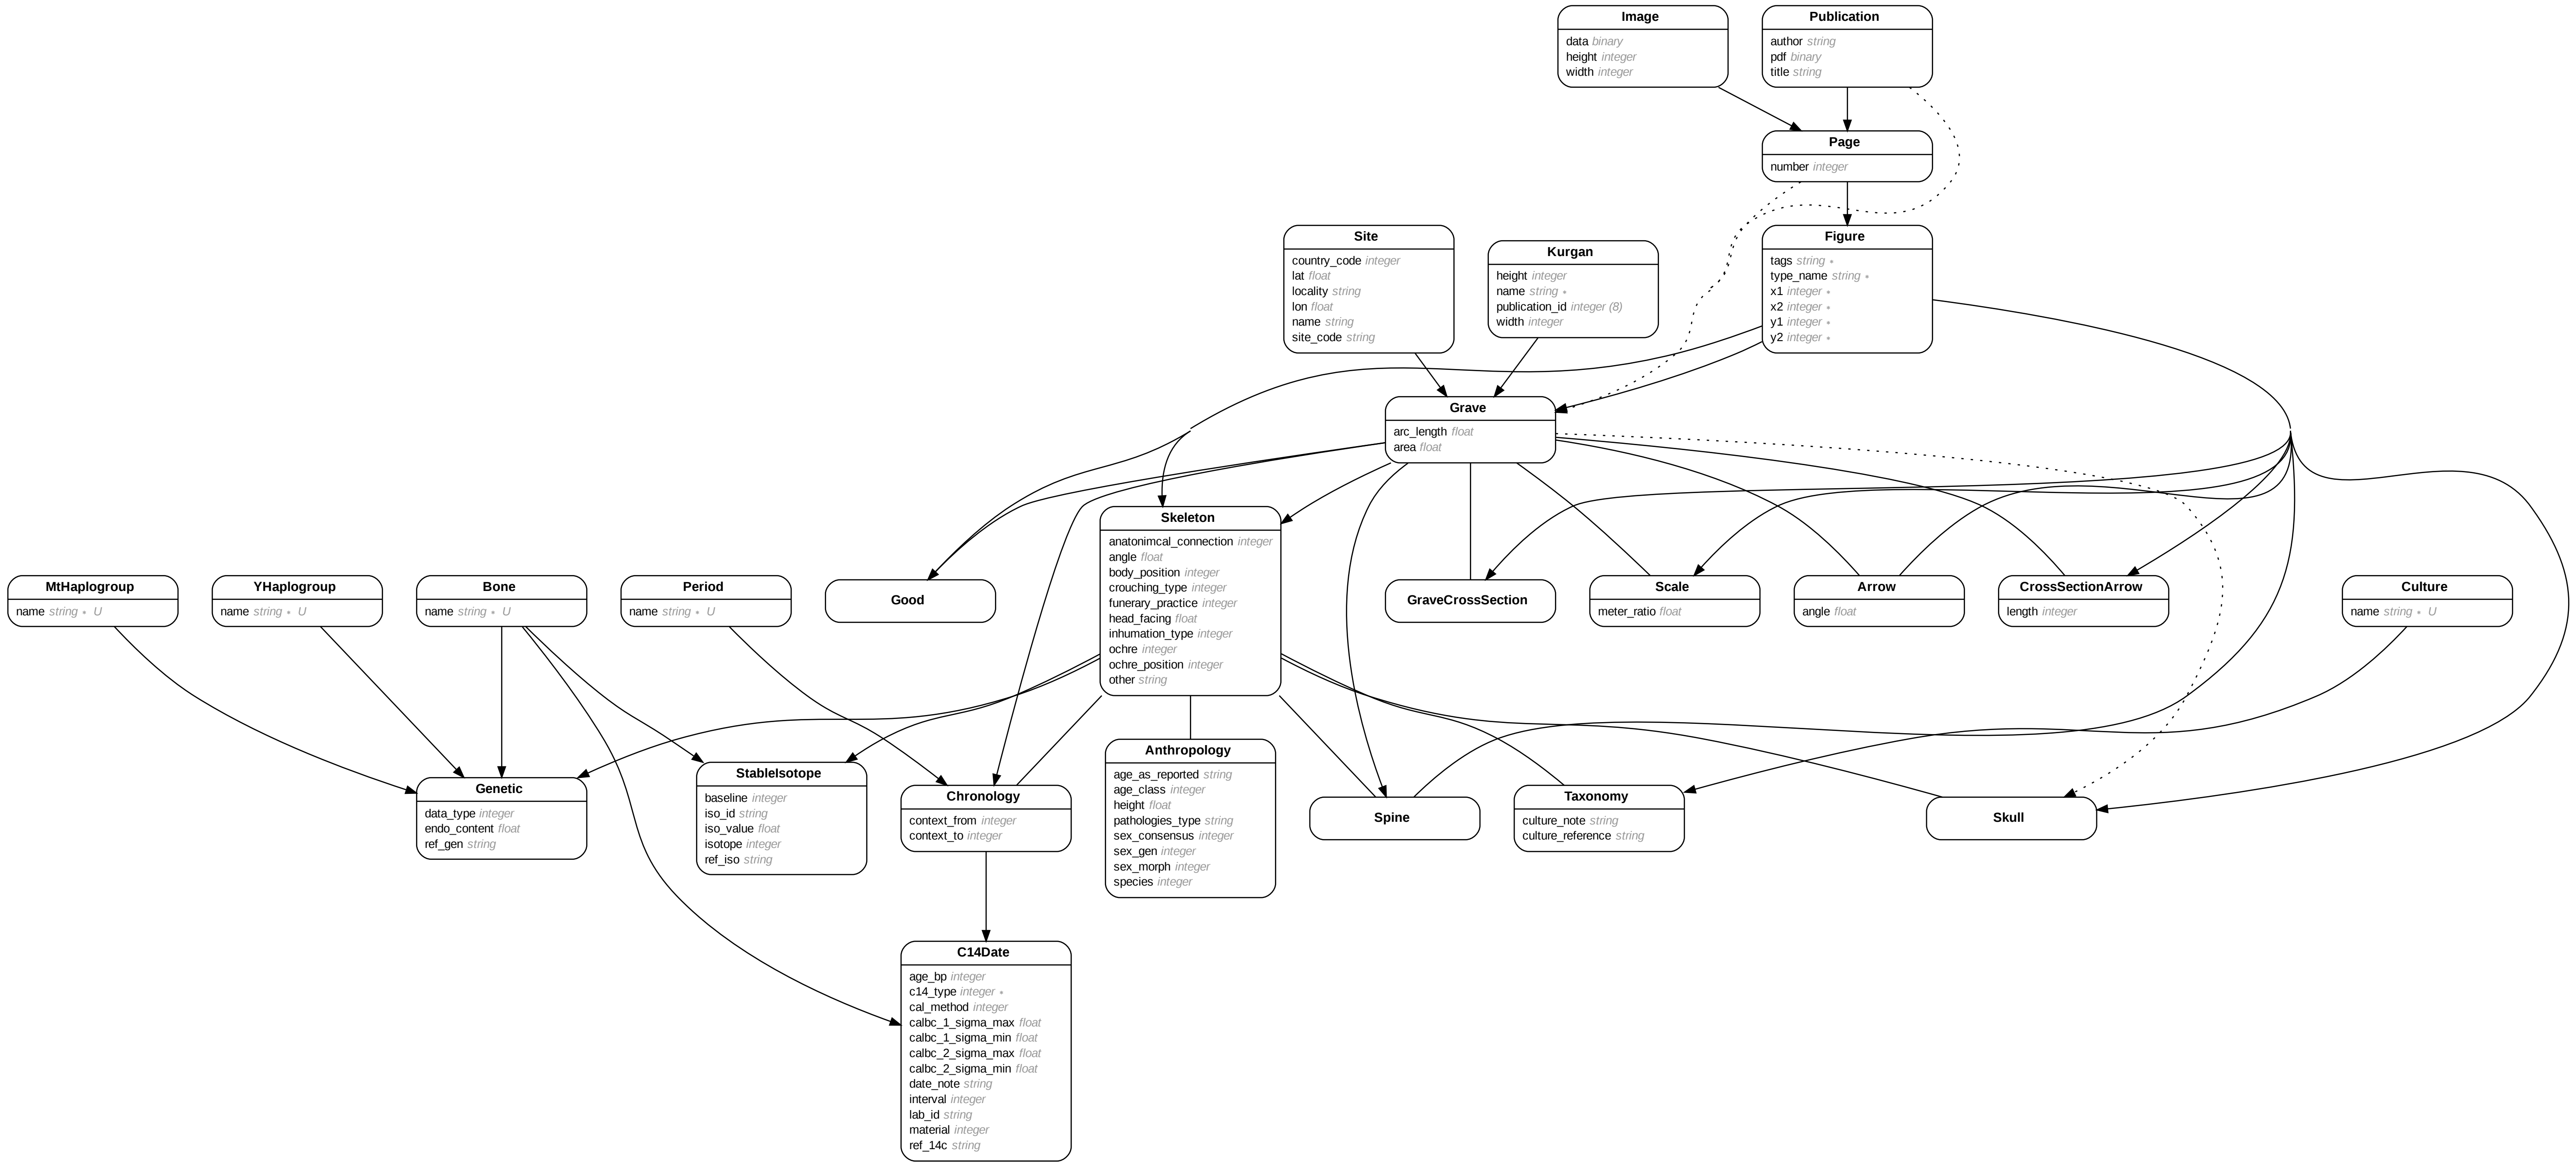 Image
data binary
height integer
width integer
Publication
author string
pdf binary
title string
Page
number integer
Site
country_code integer
lat float
locality string
lon float
name string
site_code string
Kurgan
height integer
name string •
publication_id integer (8)
width integer
Figure
tags string •
type_name string •
x1 integer •
x2 integer •
y1 integer •
y2 integer •
Grave
arc_length float
area float
Skeleton
anatonimcal_connection integer
angle float
body_position integer
crouching_type integer
funerary_practice integer
head_facing float
inhumation_type integer
ochre integer
ochre_position integer
other string
MtHaplogroup
name string • U
YHaplogroup
name string • U
Bone
name string • U
Period
name string • U
Good
GraveCrossSection
Scale
meter_ratio float
Arrow
angle float
CrossSectionArrow
length integer
Culture
name string • U
Genetic
data_type integer
endo_content float
ref_gen string
StableIsotope
baseline integer
iso_id string
iso_value float
isotope integer
ref_iso string
Chronology
context_from integer
context_to integer
Anthropology
age_as_reported string
age_class integer
height float
pathologies_type string
sex_consensus integer
sex_gen integer
sex_morph integer
species integer
Spine
Taxonomy
culture_note string
culture_reference string
Skull
C14Date
age_bp integer
c14_type integer •
cal_method integer
calbc_1_sigma_max float
calbc_1_sigma_min float
calbc_2_sigma_max float
calbc_2_sigma_min float
date_note string
interval integer
lab_id string
material integer
ref_14c string